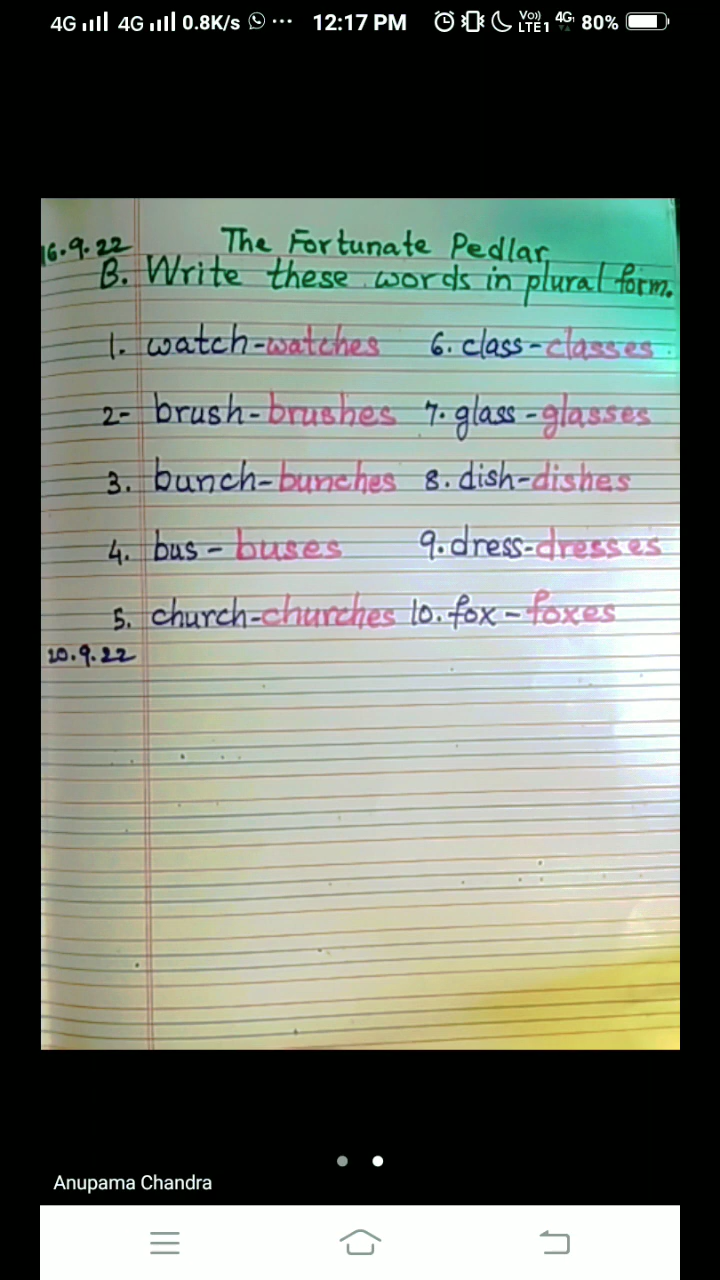 4G 4G 0.8K/s ... 12:17 PM Vo)) LTE1 4G 80%
16.9.22 The Fortunate Pedlar
B. Write these words in plural form.
1. watch-watches 6. class-classes
2- brush-brushes 7. glass-glasses
3. bunch-bunches 8. dish-dishes
4. bus-buses 9. dress-dresses
5. church-churches 10. fox-foxes
20.9.22
Anupama Chandra